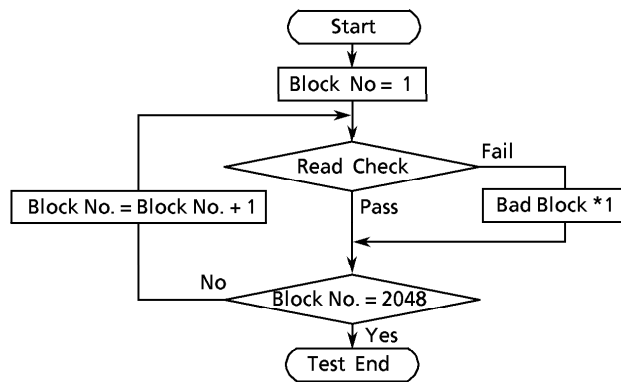 Start
Block No = 1
Read Check
Fail
Block No. = Block No. + 1
Pass
Bad Block *1
No
Block No. = 2048
Yes
Test End